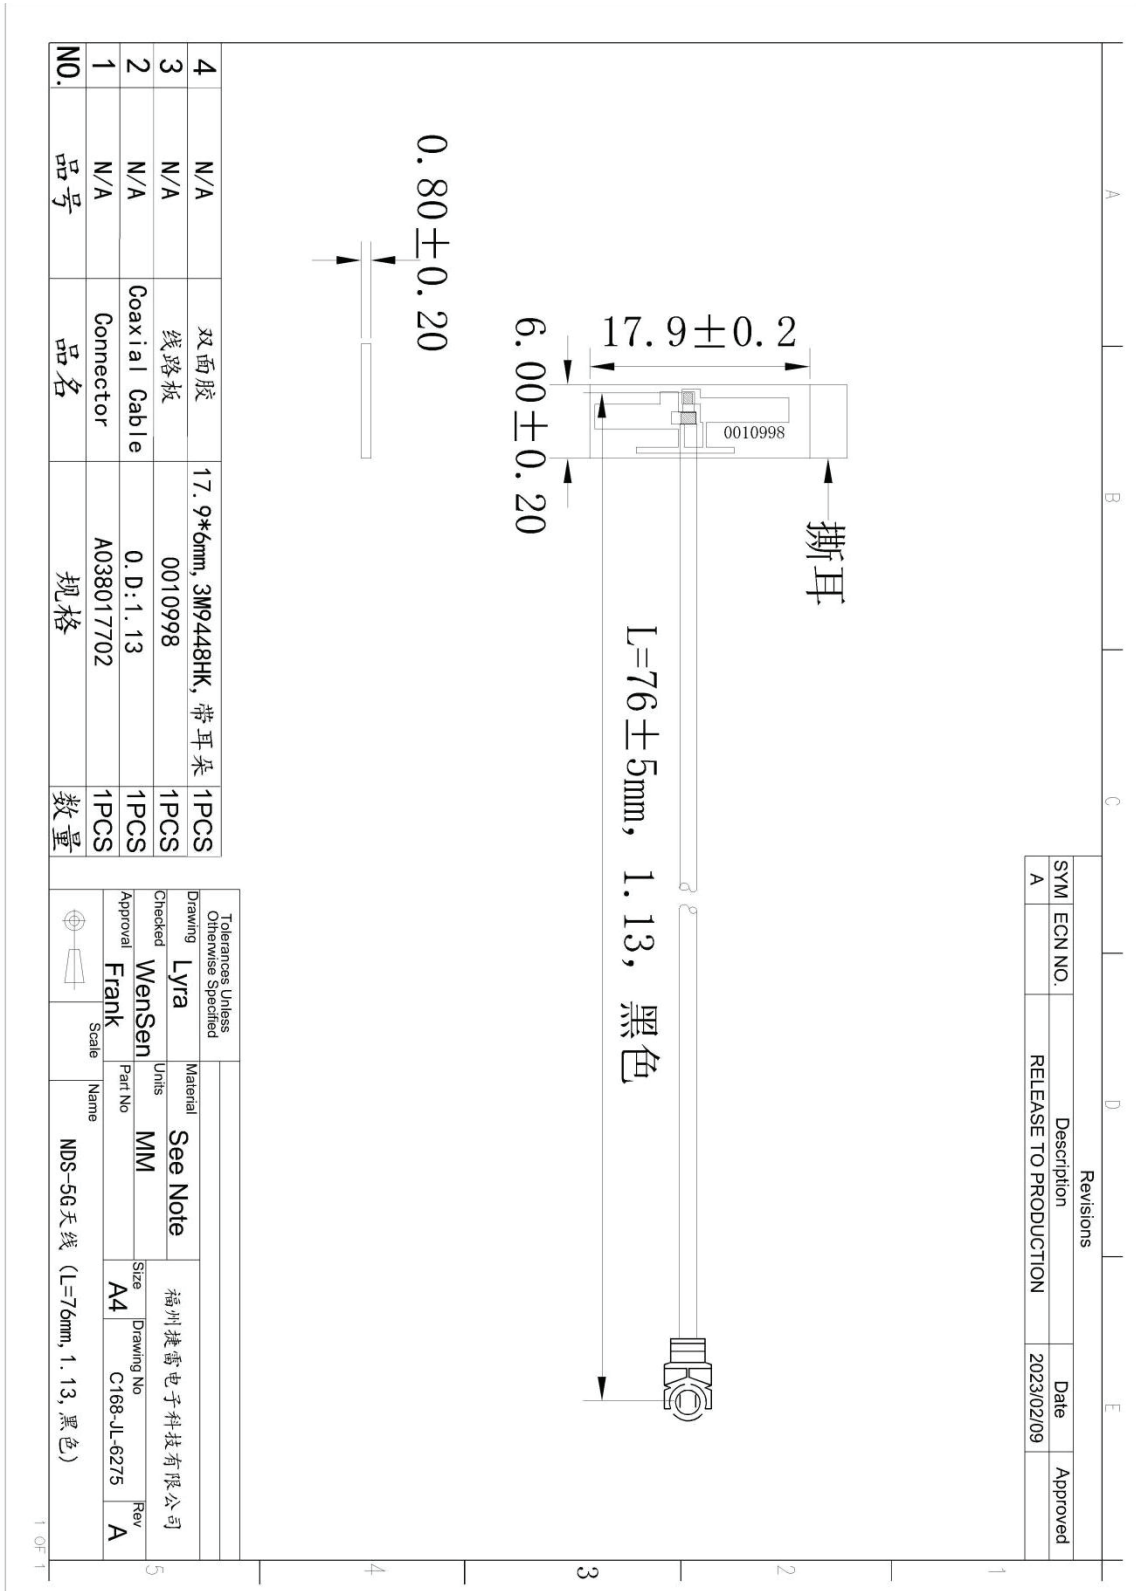 A
B
C
D
E
Revisions
SYM ECN NO. Description Date Approved
A RELEASE TO PRODUCTION 2023/02/09
1
2
3
4
5
撕耳
17.9±0.2
0010998
6.00±0.20
L=76±5mm, 1.13, 黑色
0.80±0.20
4 N/A 双面胶 17.9*6mm, 3M9448HK, 带耳朵 1PCS
3 N/A 线路板 0010998 1PCS
2 N/A Coaxial Cable O.D:1.13 1PCS
1 N/A Connector A038017702 1PCS
NO. 品号 品名 规格 数量
Tolerances Unless
Otherwise Specified
Drawing Lyra
Checked WenSen
Approval Frank
Material See Note
Units MM
Part No
福州捷雷电子科技有限公司
Size A4
Drawing No C168-JL-6275
Rev A
Scale
Name NDS-5G天线 (L=76mm, 1.13, 黑色)
1 OF 1